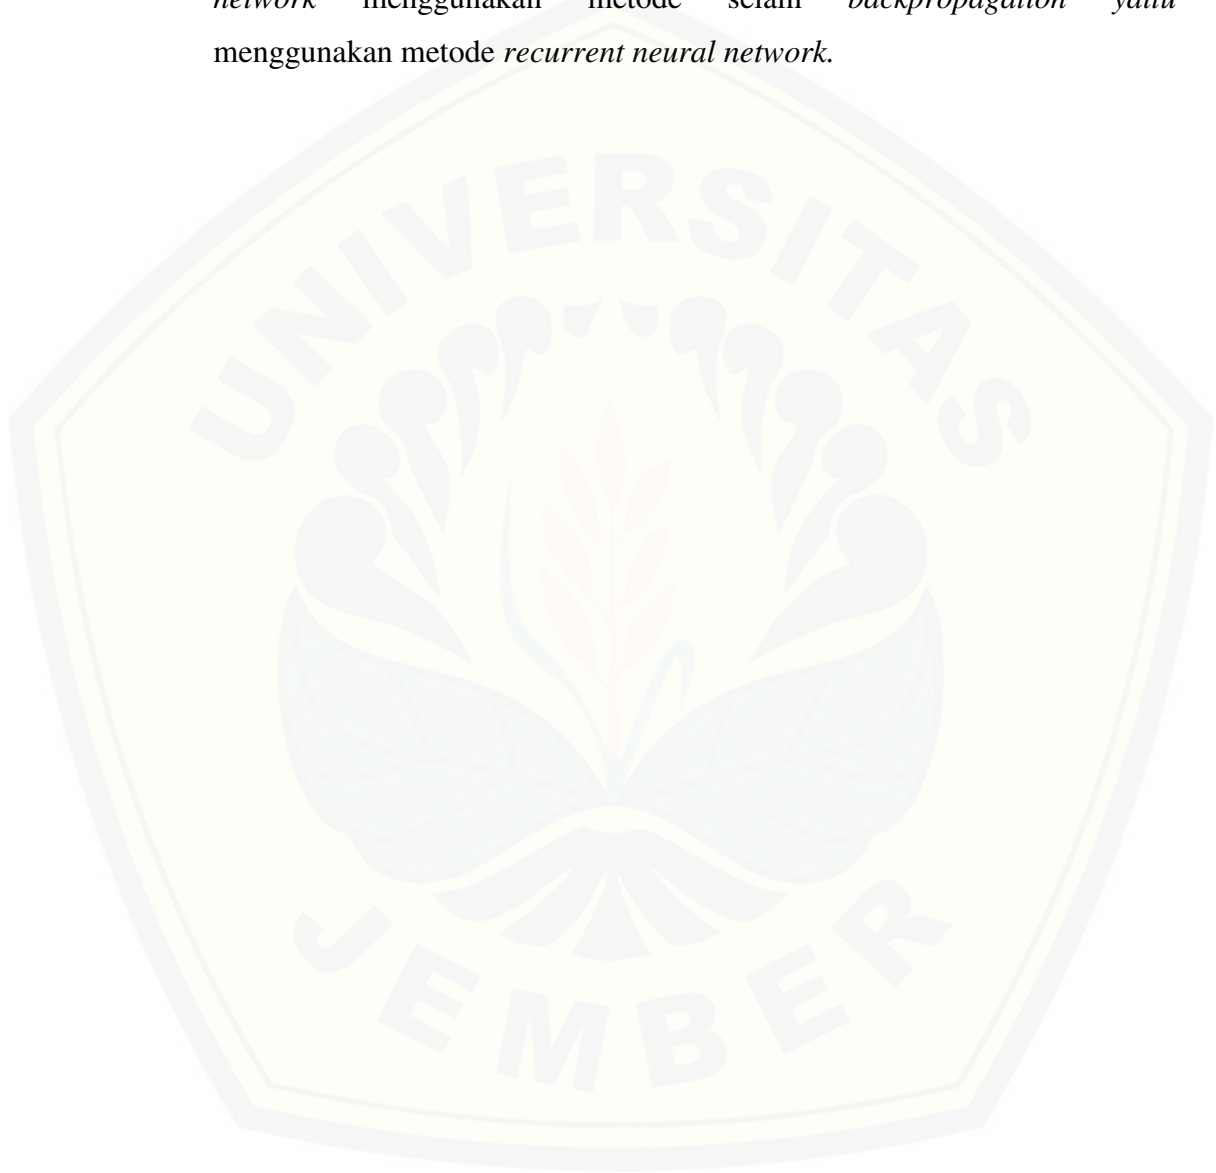 network menggunakan metode selain backpropagation yaitu
menggunakan metode recurrent neural network.
UNIVERSITAS
JEMBER